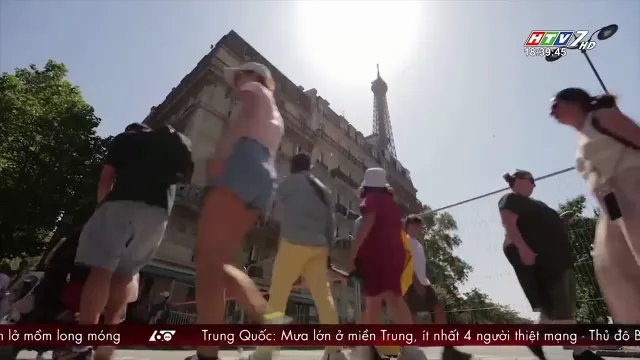 HTV7 HD
18:39:45
lở mồm long móng 60 Trung Quốc: Mưa lớn ở miền Trung, ít nhất 4 người thiệt mạng - Thủ đô